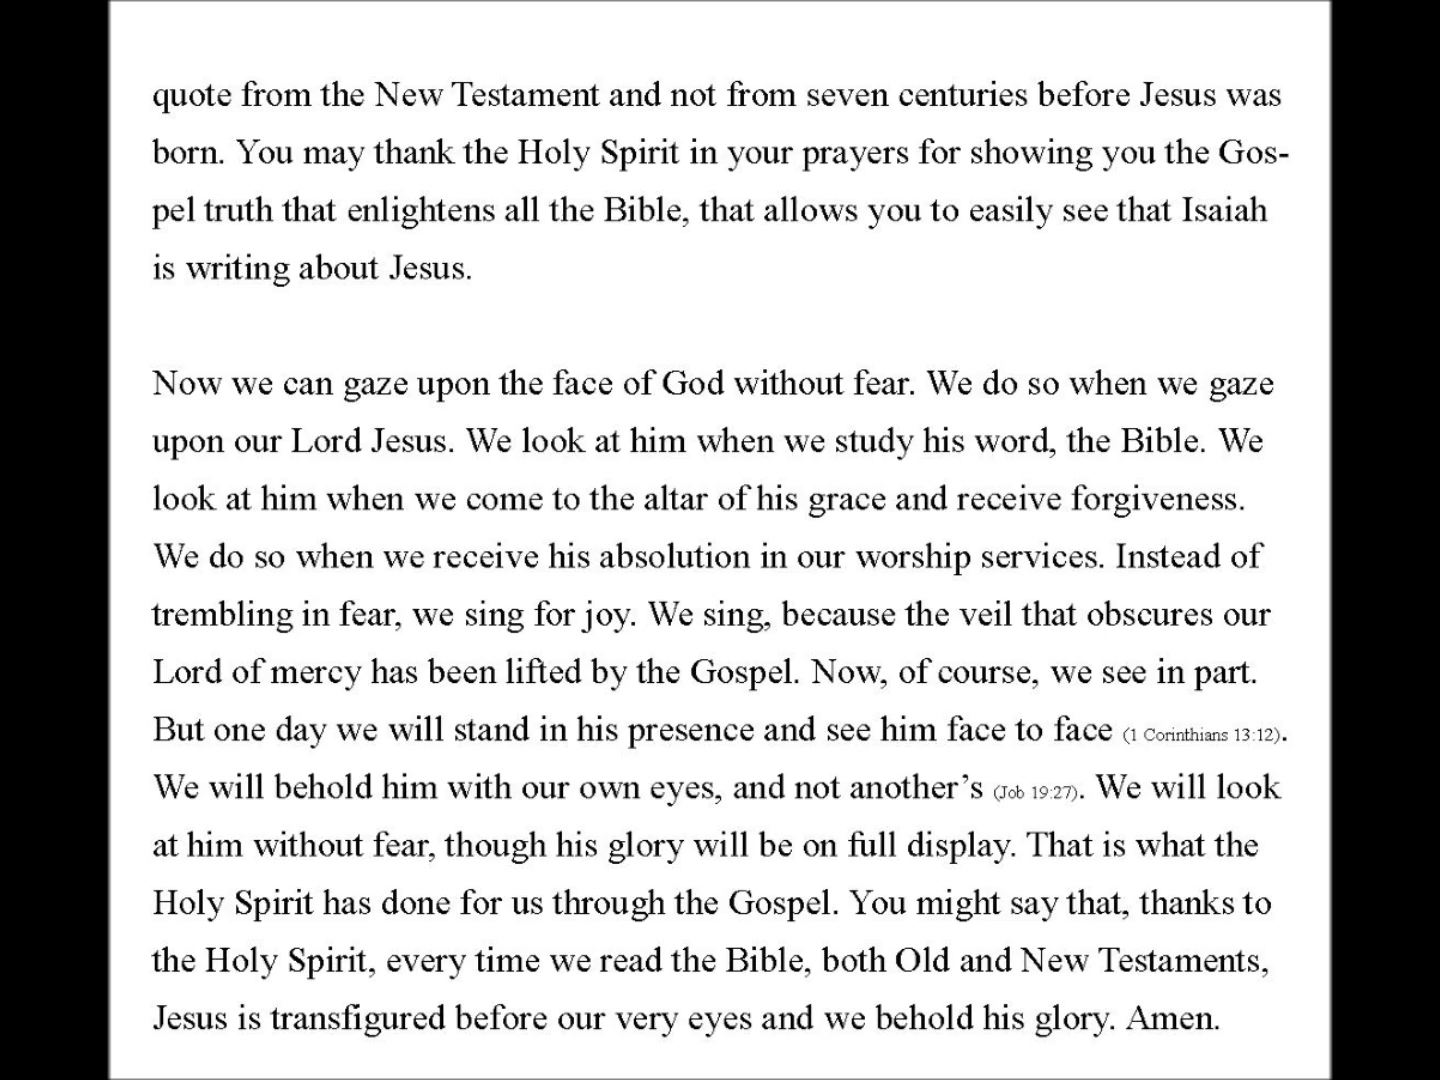 quote from the New Testament and not from seven centuries before Jesus was
born. You may thank the Holy Spirit in your prayers for showing you the Gos-
pel truth that enlightens all the Bible, that allows you to easily see that Isaiah
is writing about Jesus.
Now we can gaze upon the face of God without fear. We do so when we gaze
upon our Lord Jesus. We look at him when we study his word, the Bible. We
look at him when we come to the altar of his grace and receive forgiveness.
We do so when we receive his absolution in our worship services. Instead of
trembling in fear, we sing for joy. We sing, because the veil that obscures our
Lord of mercy has been lifted by the Gospel. Now, of course, we see in part.
But one day we will stand in his presence and see him face to face (1 Corinthians 13:12).
We will behold him with our own eyes, and not another’s (Job 19:27). We will look
at him without fear, though his glory will be on full display. That is what the
Holy Spirit has done for us through the Gospel. You might say that, thanks to
the Holy Spirit, every time we read the Bible, both Old and New Testaments,
Jesus is transfigured before our very eyes and we behold his glory. Amen.